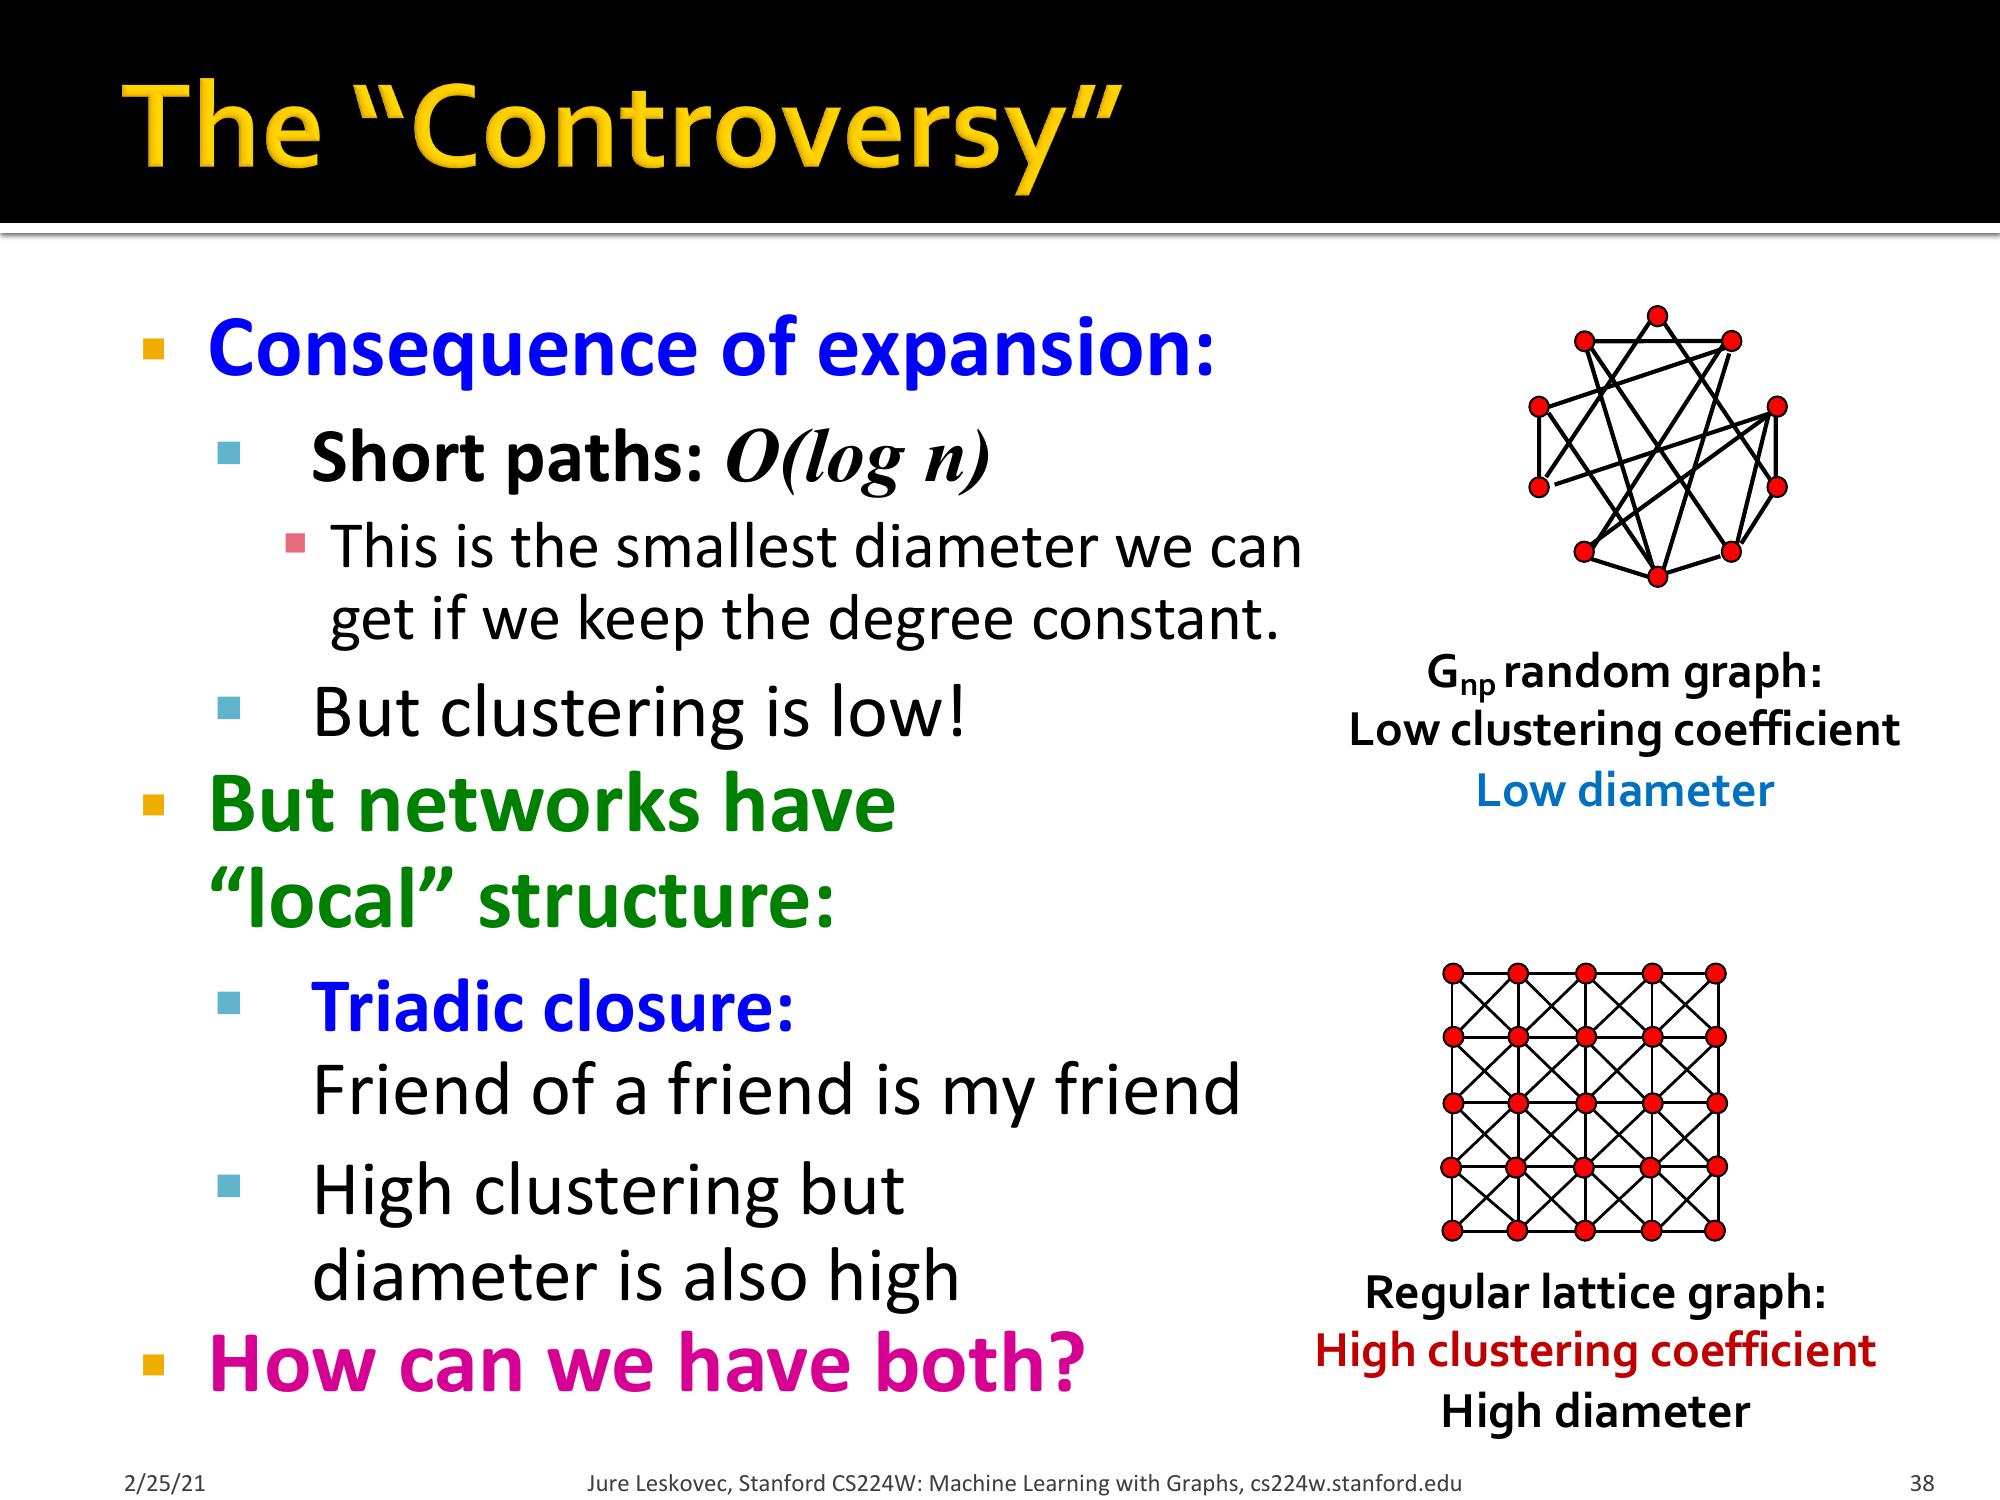 The “Controversy”
Consequence of expansion:
Short paths: O(log n)
This is the smallest diameter we can
get if we keep the degree constant.
But clustering is low!
But networks have
“local” structure:
Triadic closure:
Friend of a friend is my friend
High clustering but
diameter is also high
How can we have both?
Gnp random graph:
Low clustering coefficient
Low diameter
Regular lattice graph:
High clustering coefficient
High diameter
2/25/21
Jure Leskovec, Stanford CS224W: Machine Learning with Graphs, cs224w.stanford.edu
38